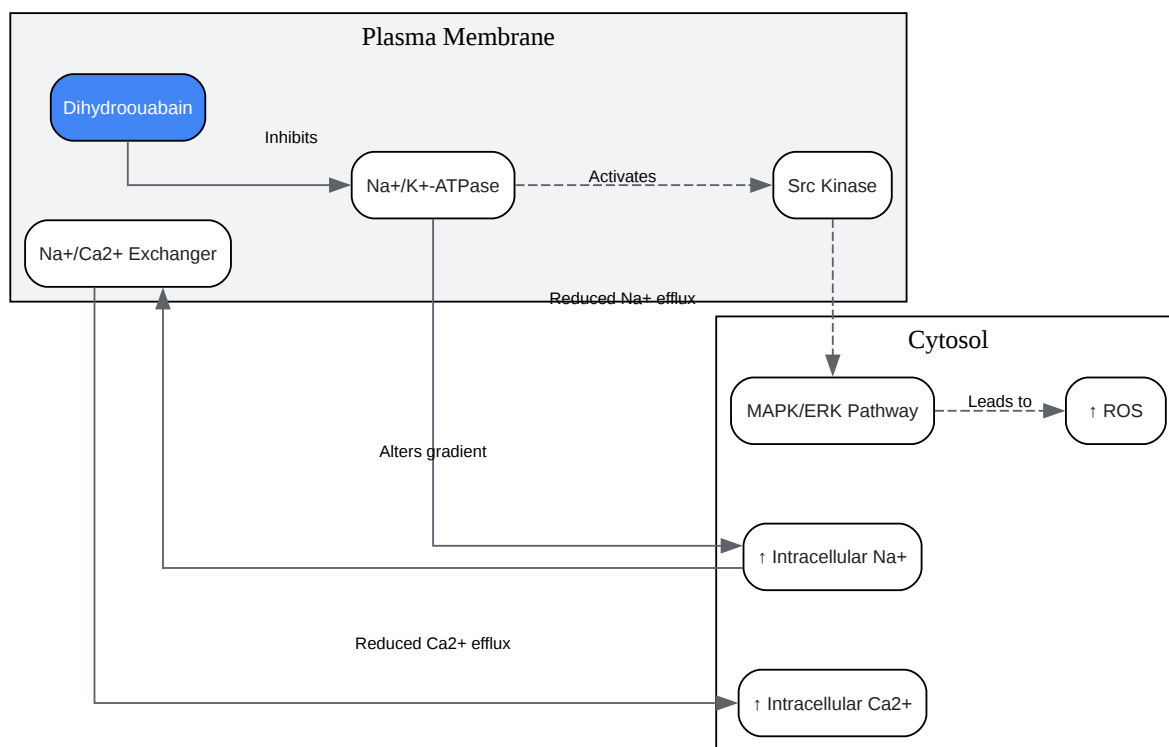 Plasma Membrane
Dihydroouabain
Inhibits
Na+/K+-ATPase
Activates
Src Kinase
Na+/Ca2+ Exchanger
Reduced Na+ efflux
Cytosol
MAPK/ERK Pathway
Leads to
↑ ROS
Alters gradient
↑ Intracellular Na+
Reduced Ca2+ efflux
↑ Intracellular Ca2+